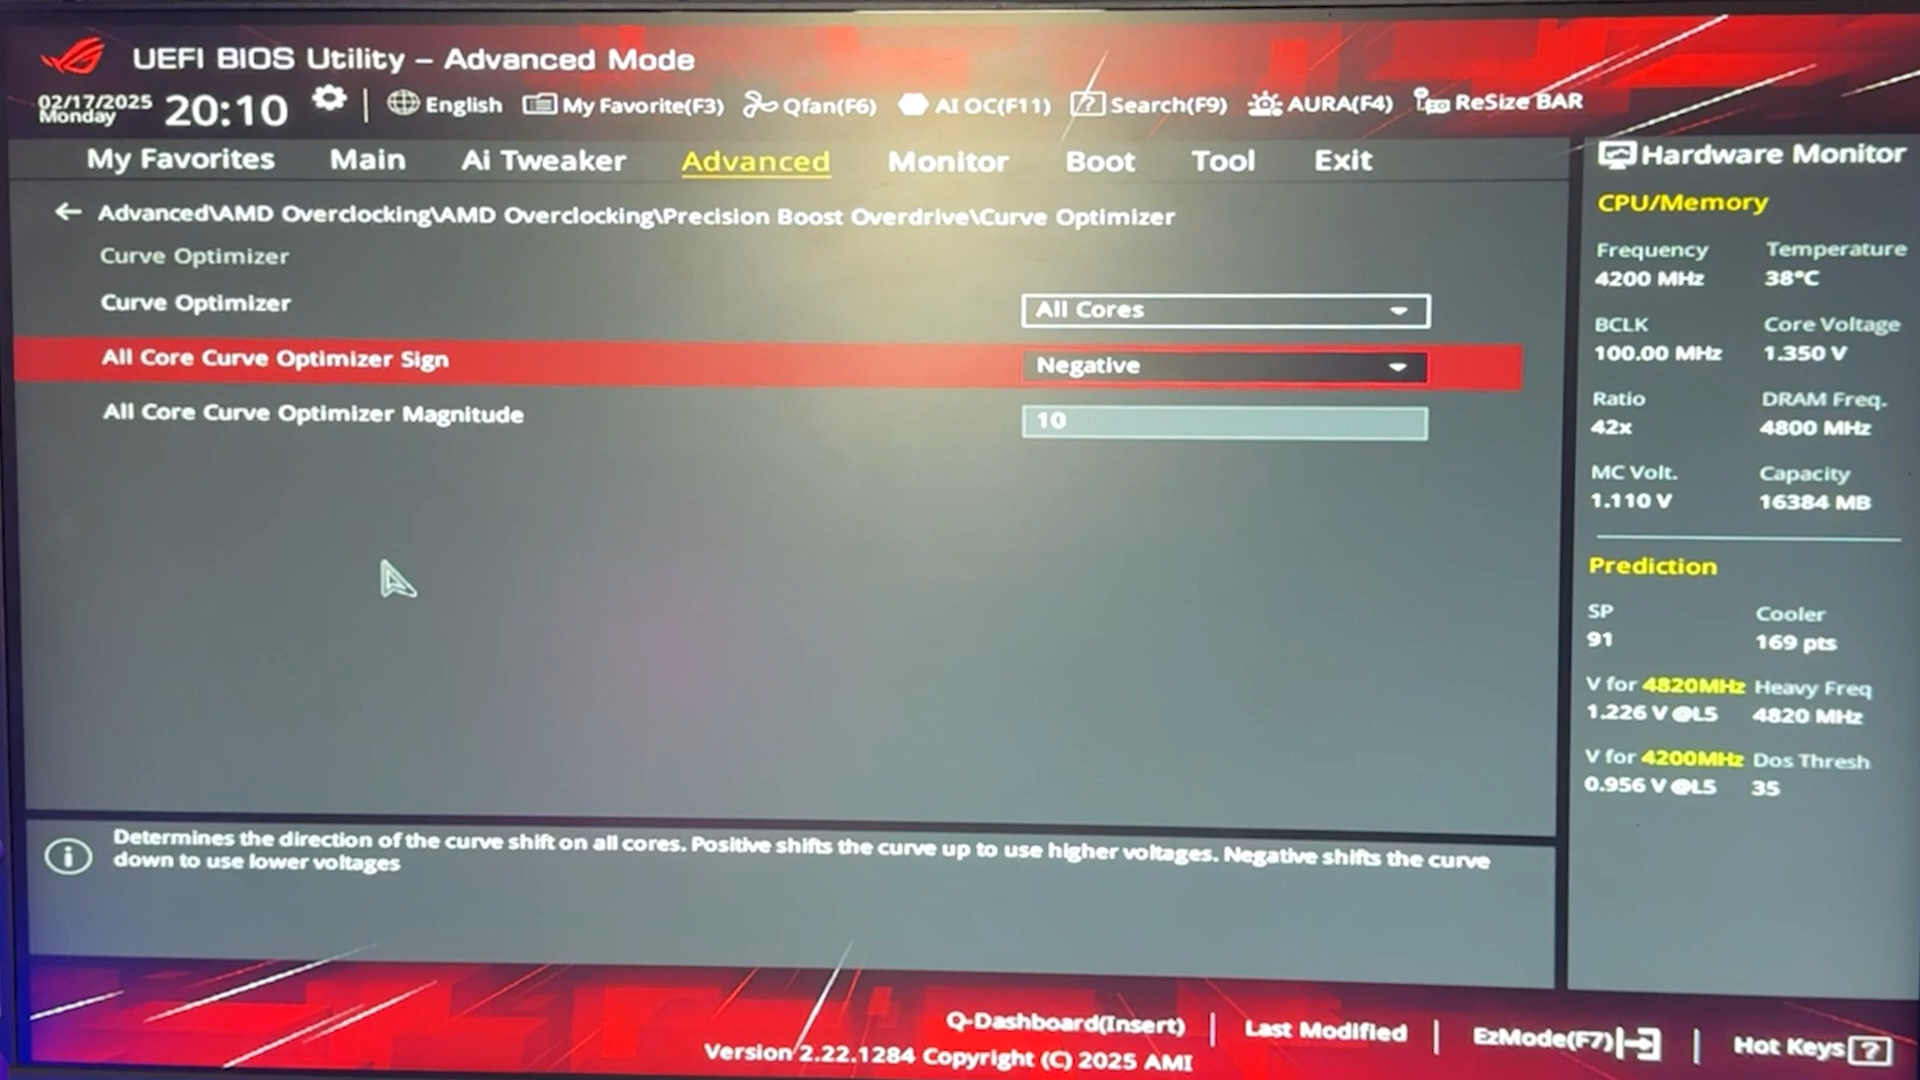 UEFI BIOS Utility – Advanced Mode
02/17/2025
Monday
20:10
English
My Favorite(F3)
Qfan(F6)
AI OC(F11)
Search(F9)
AURA(F4)
ReSize BAR
My Favorites
Main
Ai Tweaker
Advanced
Monitor
Boot
Tool
Exit
Advanced\AMD Overclocking\AMD Overclocking\Precision Boost Overdrive\Curve Optimizer
Curve Optimizer
Curve Optimizer
All Cores
All Core Curve Optimizer Sign
Negative
All Core Curve Optimizer Magnitude
10
Determines the direction of the curve shift on all cores. Positive shifts the curve up to use higher voltages. Negative shifts the curve
down to use lower voltages
Hardware Monitor
CPU/Memory
Frequency Temperature
4200 MHz 38°C
BCLK Core Voltage
100.00 MHz 1.350 V
Ratio DRAM Freq.
42x 4800 MHz
MC Volt. Capacity
1.110 V 16384 MB
Prediction
SP Cooler
91 169 pts
V for 4820MHz Heavy Freq
1.226 V @L5 4820 MHz
V for 4200MHz Dos Thresh
0.956 V @L5 35
Q-Dashboard(Insert)
Last Modified
EzMode(F7)
Hot Keys ?
Version 2.22.1284 Copyright (C) 2025 AMI